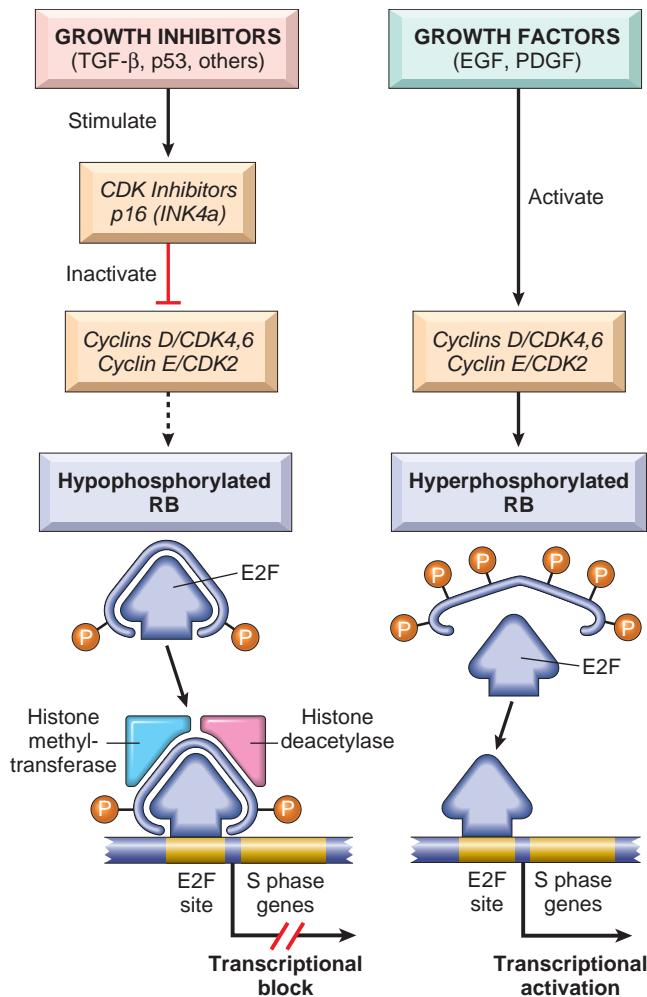 GROWTH INHIBITORS
(TGF-β, p53, others)
Stimulate
CDK Inhibitors
p16 (INK4a)
Inactivate
Cyclins D/CDK4,6
Cyclin E/CDK2
Hypophosphorylated
RB
E2F
P
P
Histone
methyl-
transferase
Histone
deacetylase
P
P
E2F
site
S phase
genes
Transcriptional
block
GROWTH FACTORS
(EGF, PDGF)
Activate
Cyclins D/CDK4,6
Cyclin E/CDK2
Hyperphosphorylated
RB
P
P
P
P
P
P
E2F
E2F
site
S phase
genes
Transcriptional
activation